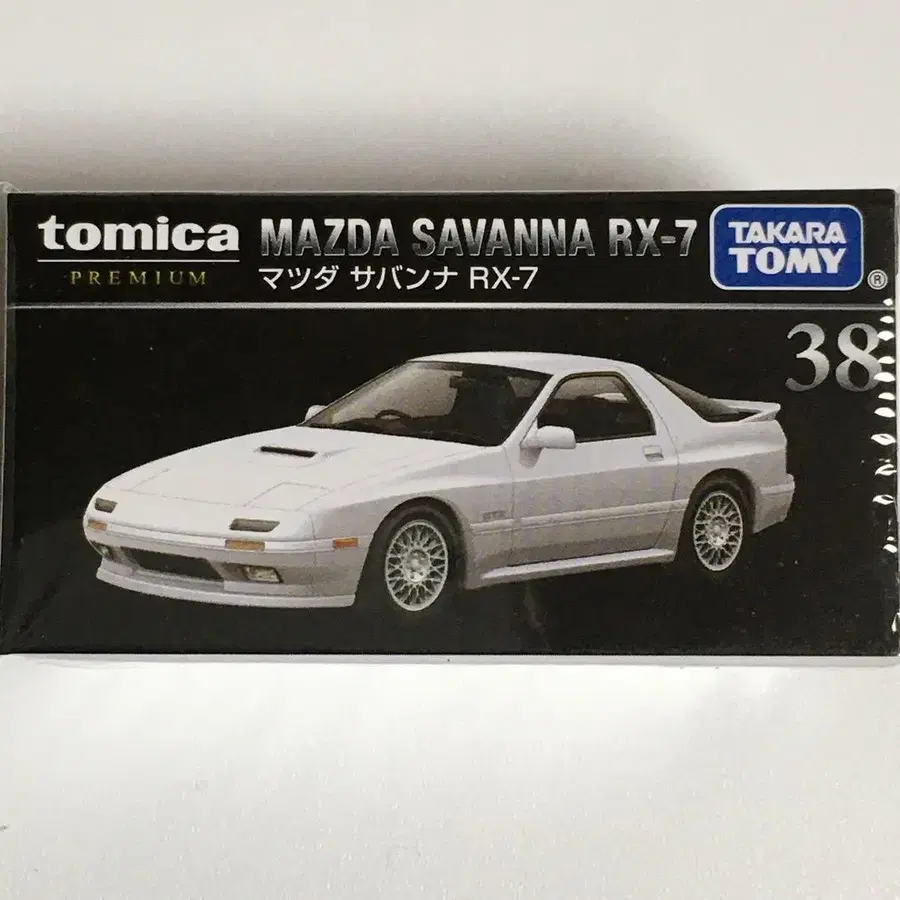 tomica
PREMIUM
MAZDA SAVANNA RX-7
マツダ サバンナ RX-7
TAKARA
TOMY
®
38